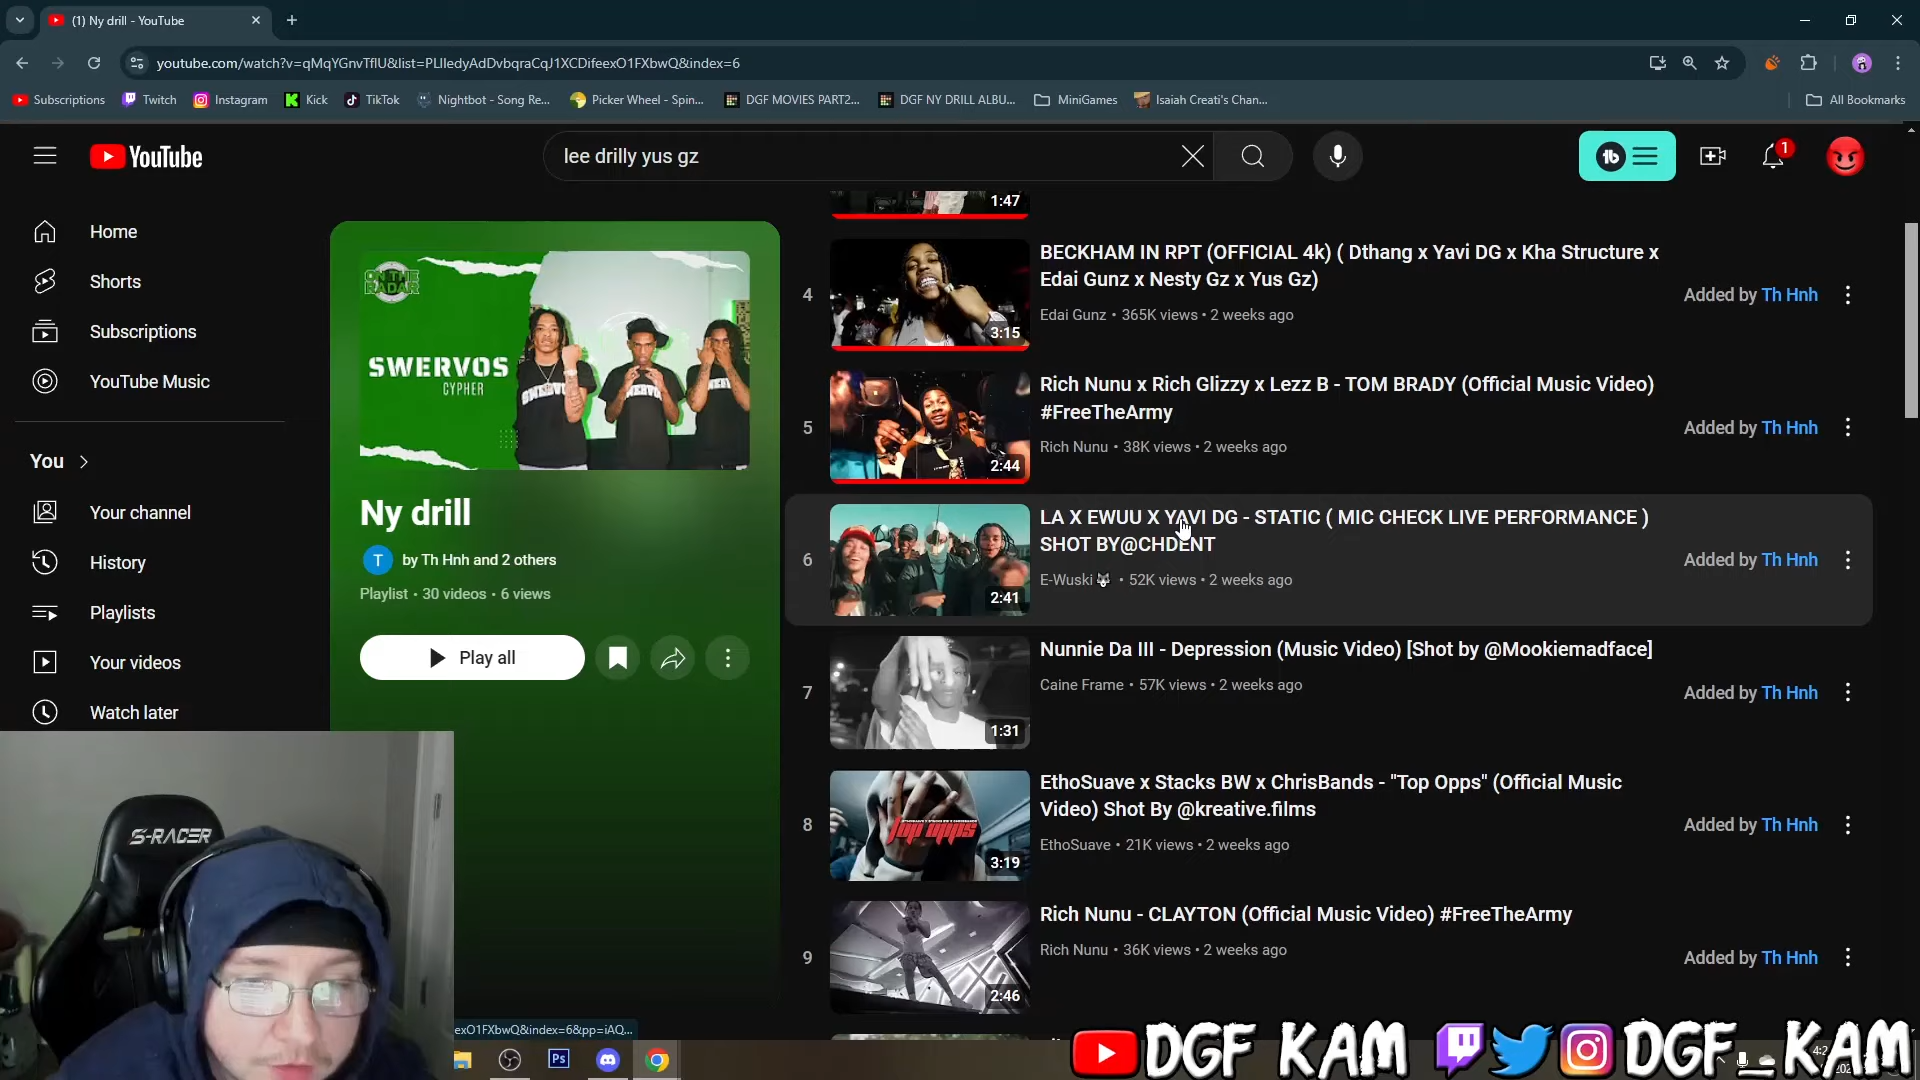 (1) Ny drill - YouTube
youtube.com/watch?v=qMqYGnvTflU&list=PLlledyAdDvbqraCqJ1XCDifeexO1FXbwQ&index=6
Subscriptions
Twitch
Instagram
Kick
TikTok
Nightbot - Song Re...
Picker Wheel - Spin...
DGF MOVIES PART2...
DGF NY DRILL ALBU...
MiniGames
Isaiah Creati's Chan...
All Bookmarks
YouTube
lee drilly yus gz
1
Home
Shorts
Subscriptions
YouTube Music
You
Your channel
History
Playlists
Your videos
Watch later
ON THE RADAR
SWERVOS
CYPHER
Ny drill
T
by Th Hnh and 2 others
Playlist • 30 videos • 6 views
Play all
1:47
4
3:15
BECKHAM IN RPT (OFFICIAL 4k) ( Dthang x Yavi DG x Kha Structure x
Edai Gunz x Nesty Gz x Yus Gz)
Edai Gunz • 365K views • 2 weeks ago
Added by Th Hnh
5
2:44
Rich Nunu x Rich Glizzy x Lezz B - TOM BRADY (Official Music Video)
#FreeTheArmy
Rich Nunu • 38K views • 2 weeks ago
Added by Th Hnh
6
2:41
LA X EWUU X YAVI DG - STATIC ( MIC CHECK LIVE PERFORMANCE )
SHOT BY@CHDENT
E-Wuski • 52K views • 2 weeks ago
Added by Th Hnh
7
1:31
Nunnie Da III - Depression (Music Video) [Shot by @Mookiemadface]
Caine Frame • 57K views • 2 weeks ago
Added by Th Hnh
8
TOP OPPS
3:19
EthoSuave x Stacks BW x ChrisBands - "Top Opps" (Official Music
Video) Shot By @kreative.films
EthoSuave • 21K views • 2 weeks ago
Added by Th Hnh
9
2:46
Rich Nunu - CLAYTON (Official Music Video) #FreeTheArmy
Rich Nunu • 36K views • 2 weeks ago
Added by Th Hnh
S-RACER
exO1FXbwQ&index=6&pp=iAQ...
Ps
DGF KAM
DGF_KAM